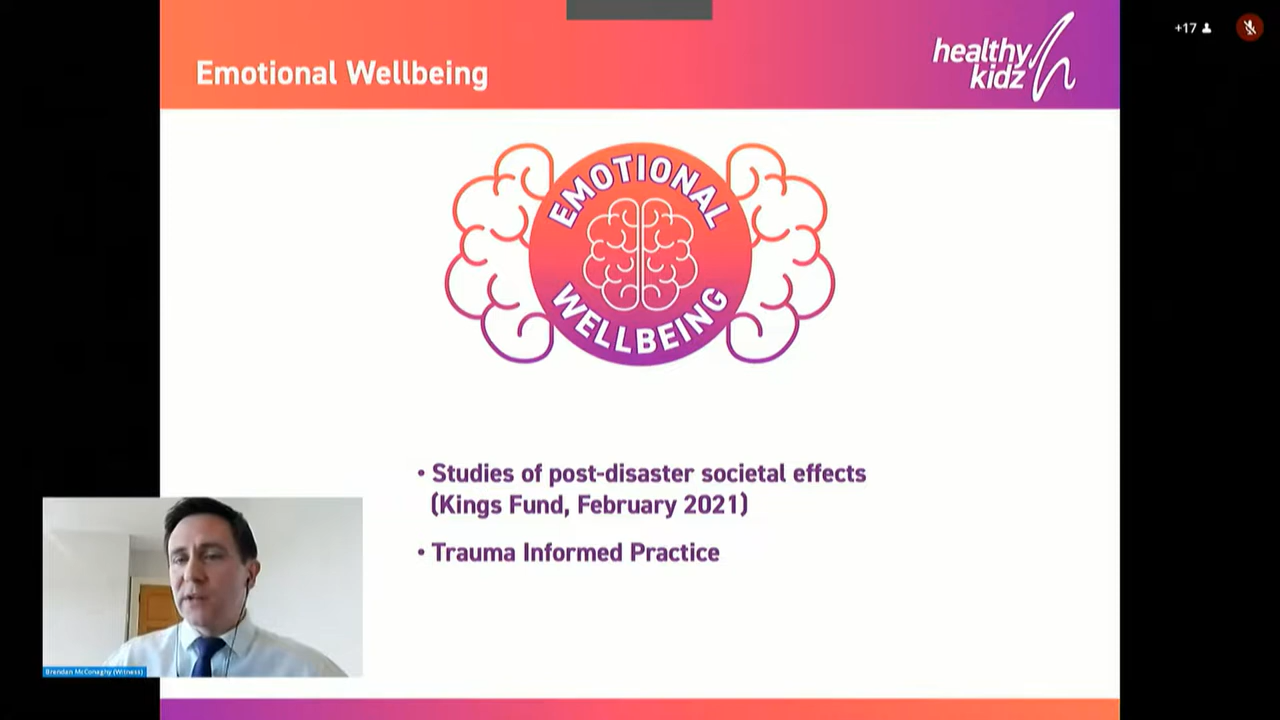 +17
Emotional Wellbeing
healthy
kidz
EMOTIONAL
WELLBEING
• Studies of post-disaster societal effects
(Kings Fund, February 2021)
• Trauma Informed Practice
Brendan McConaghy (Witness)